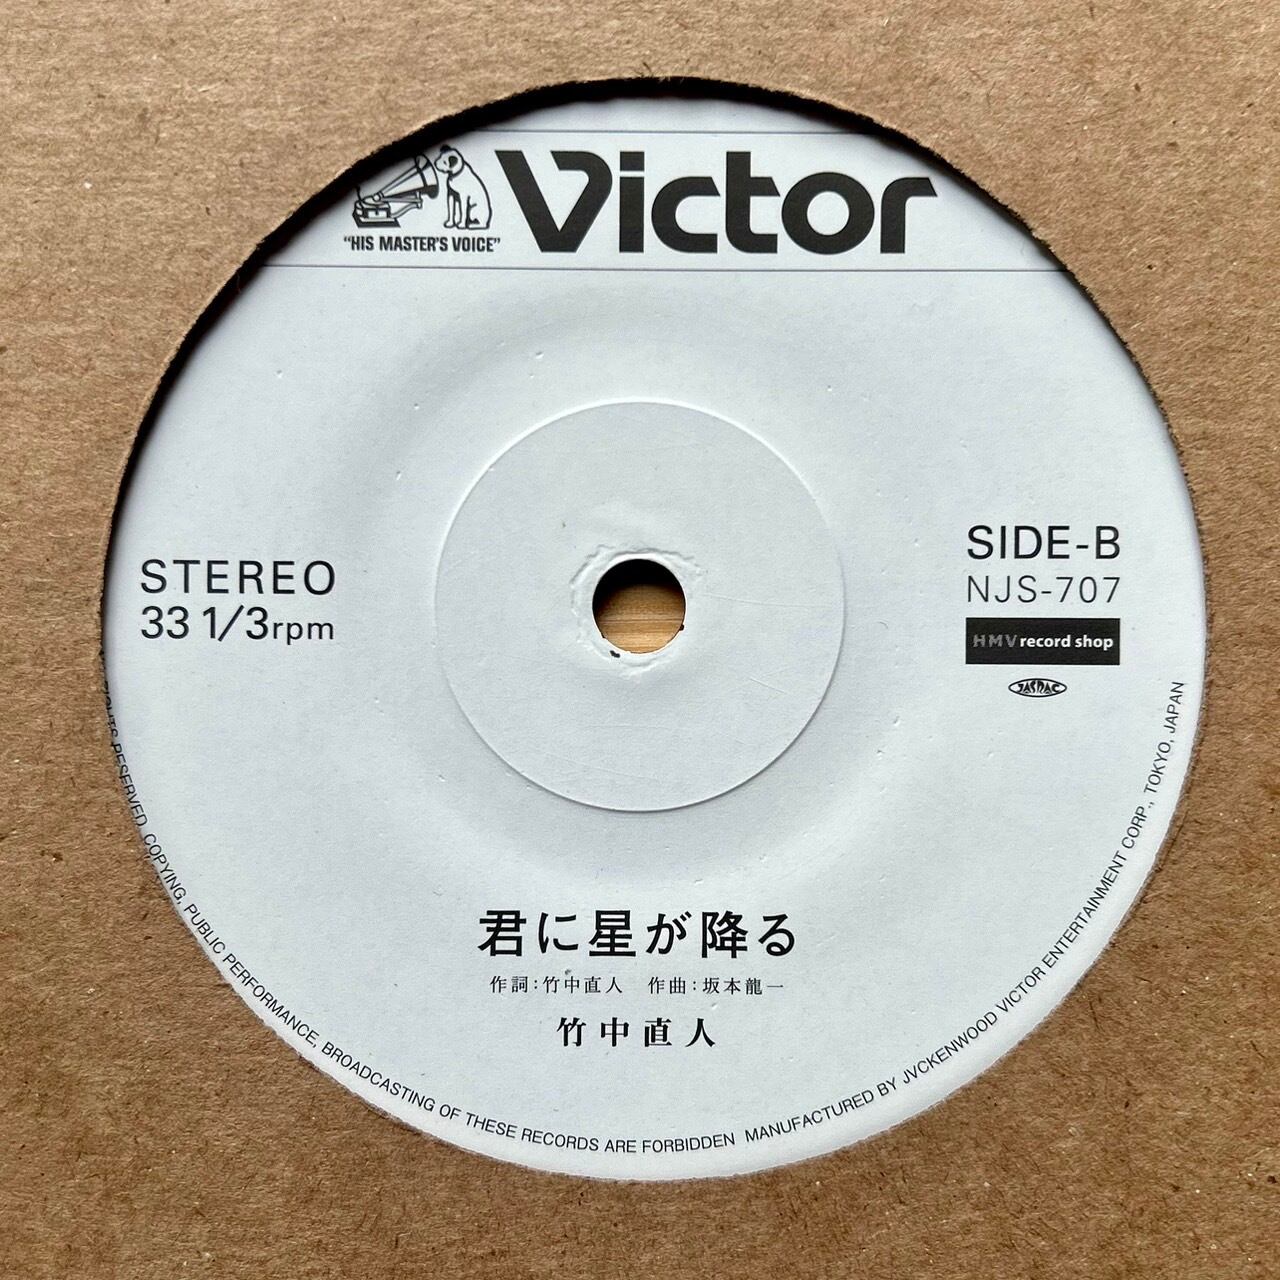 Victor
"HIS MASTER'S VOICE"
STEREO
33 1/3rpm
SIDE-B
NJS-707
HMV record shop
JASRAC
君に星が降る
作詞:竹中直人 作曲:坂本龍一
竹中直人
RIGHTS RESERVED. COPYING, PUBLIC PERFORMANCE, BROADCASTING OF THESE RECORDS ARE FORBIDDEN MANUFACTURED BY JVCKENWOOD VICTOR ENTERTAINMENT CORP., TOKYO, JAPAN